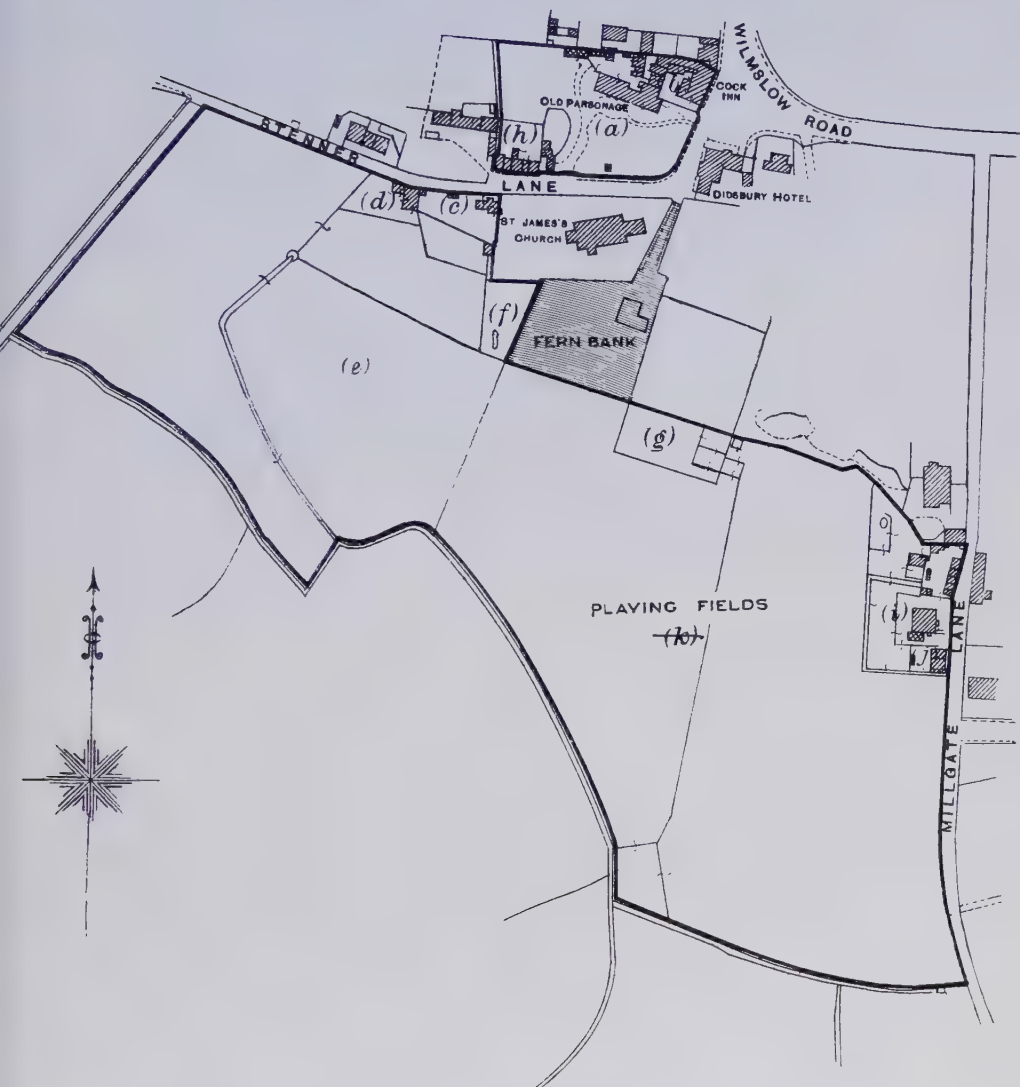 WILMSLOW ROAD
COCK
INN
OLD PARSONAGE
(a)
(h)
STENNER LANE
DIDSBURY HOTEL
(d)
(c)
ST JAMES'S
CHURCH
(f)
FERN BANK
(e)
(g)
PLAYING FIELDS
(k)
(i)
MILLGATE LANE